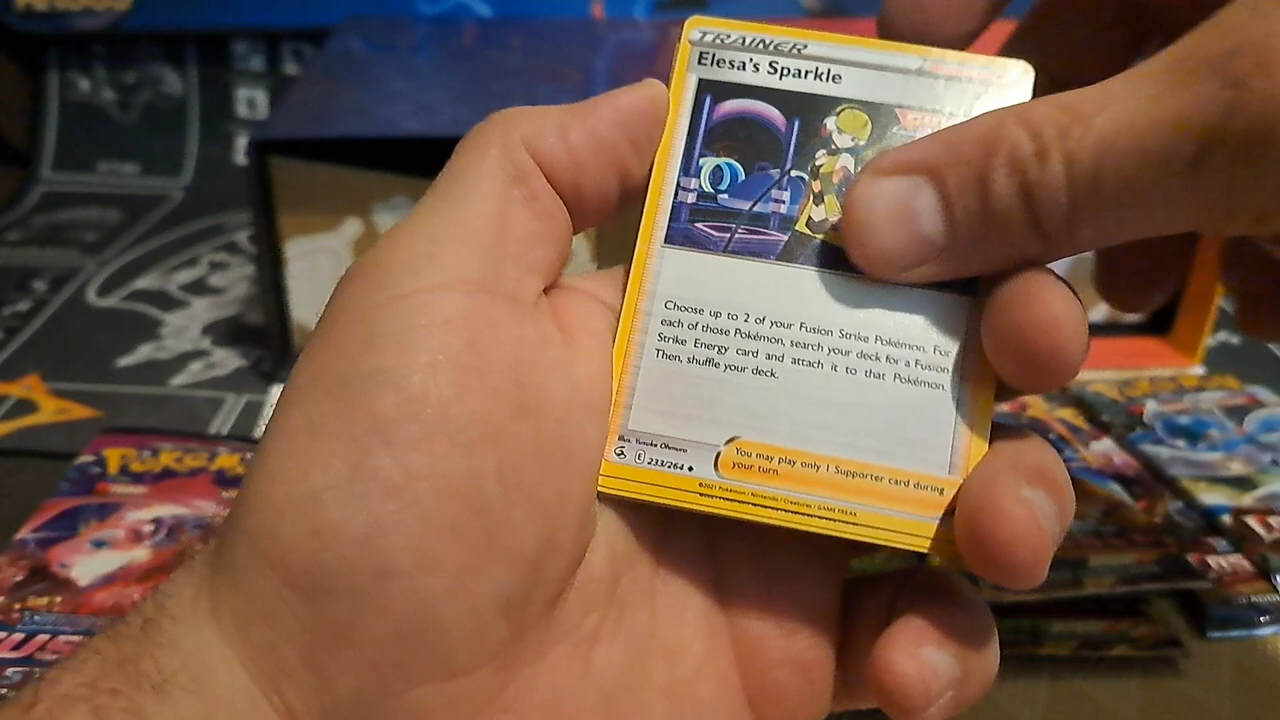 TRAINER
Elesa's Sparkle
Choose up to 2 of your Fusion Strike Pokémon. For
each of those Pokémon, search your deck for a Fusion
Strike Energy card and attach it to that Pokémon.
Then, shuffle your deck.
Illus. Yusuke Ohmura
E 233/264
You may play only 1 Supporter card during
your turn.
©2021 Pokémon / Nintendo / Creatures / GAME FREAK
POKÉMON